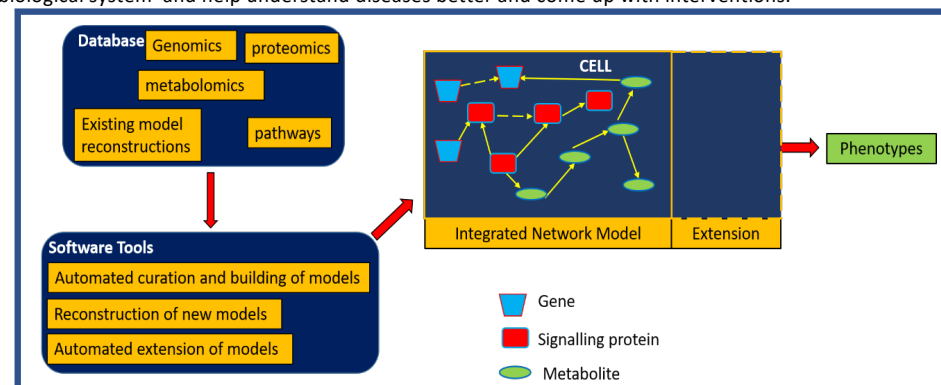 biological system and help understand diseases better and come up with interventions.
Database
Genomics
proteomics
metabolomics
Existing model
reconstructions
pathways
Software Tools
Automated curation and building of models
Reconstruction of new models
Automated extension of models
CELL
Integrated Network Model
Extension
Phenotypes
Gene
Signalling protein
Metabolite